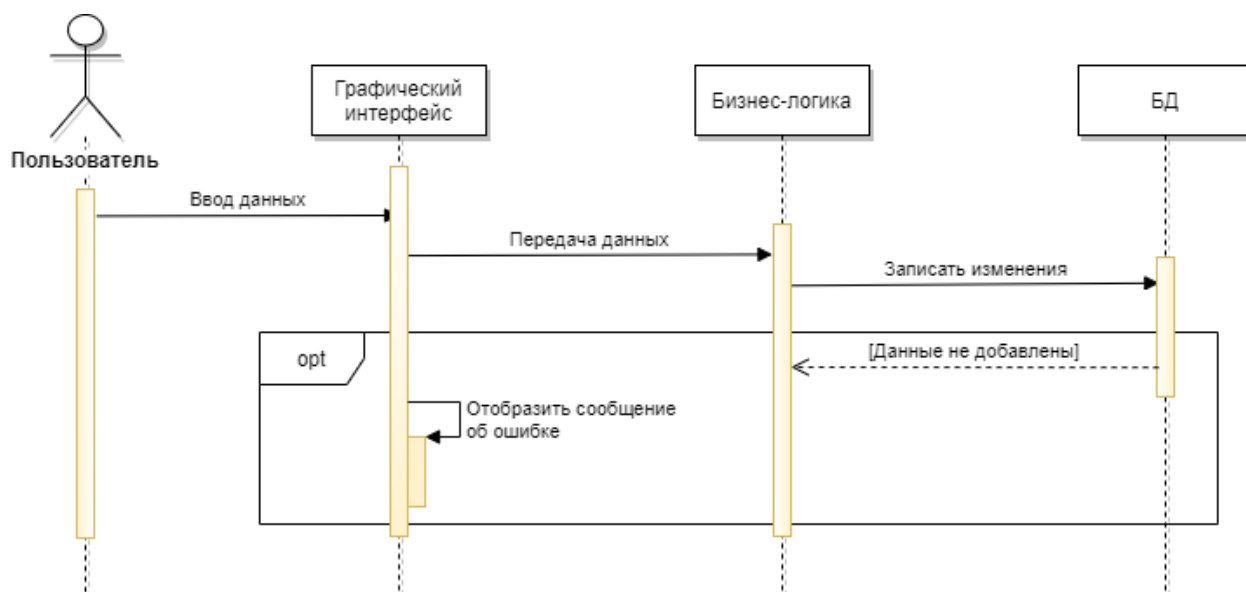 Графический
интерфейс
Бизнес-логика
БД
Пользователь
Ввод данных
Передача данных
Записать изменения
opt
[Данные не добавлены]
Отобразить сообщение
об ошибке